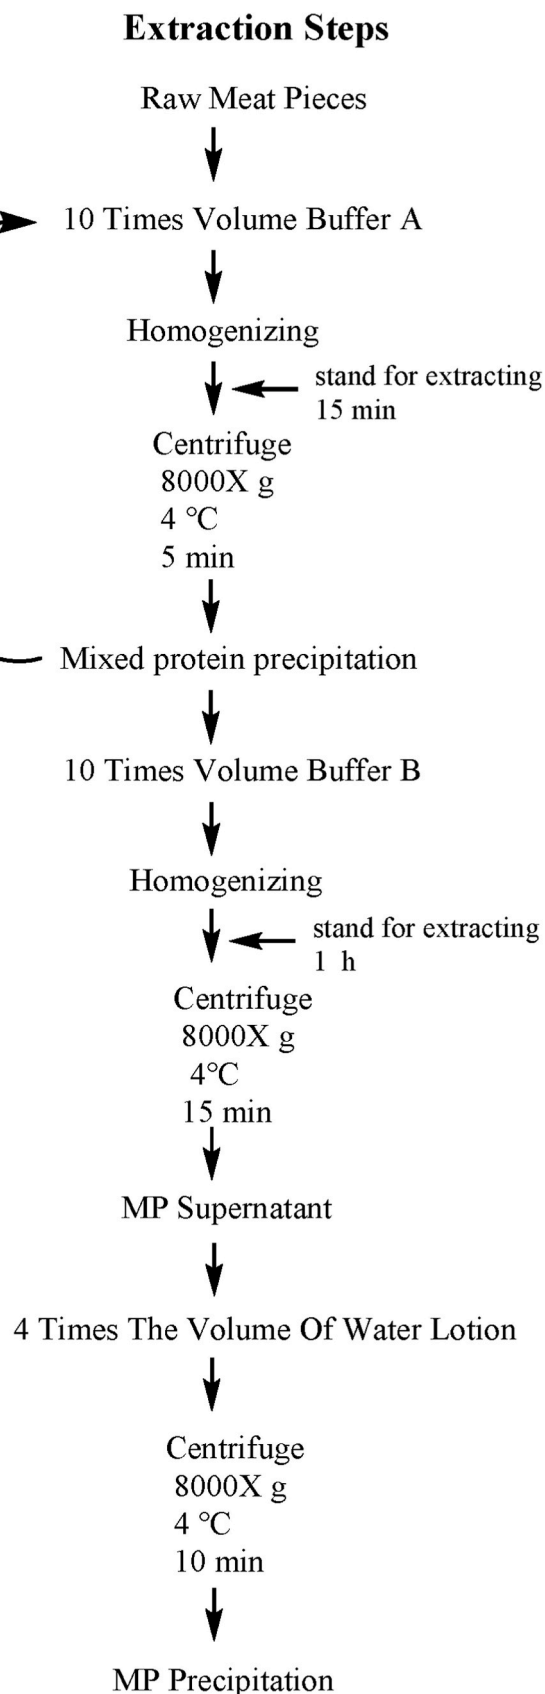 Extraction Steps
Raw Meat Pieces
10 Times Volume Buffer A
Homogenizing
stand for extracting
15 min
Centrifuge
8000X g
4 ℃
5 min
Mixed protein precipitation
10 Times Volume Buffer B
Homogenizing
stand for extracting
1 h
Centrifuge
8000X g
4℃
15 min
MP Supernatant
4 Times The Volume Of Water Lotion
Centrifuge
8000X g
4 ℃
10 min
MP Precipitation